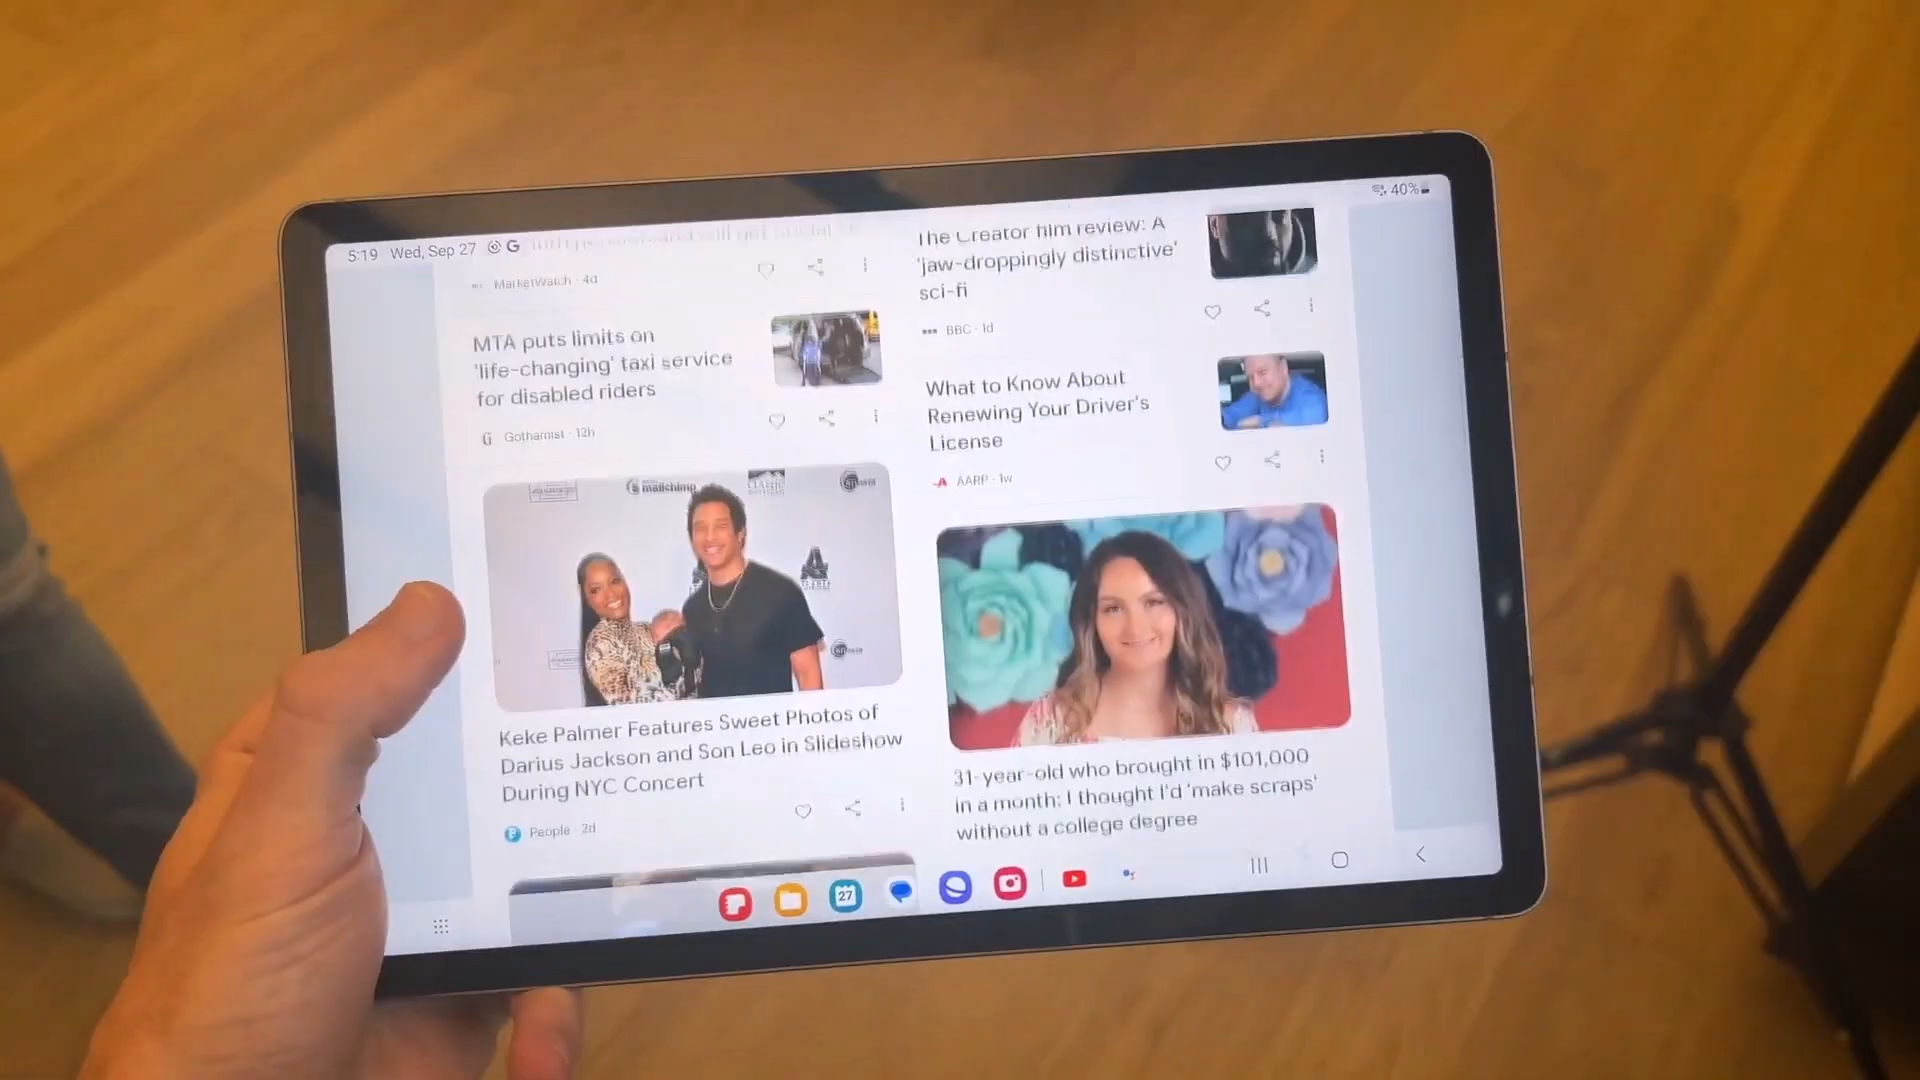 5:19 Wed, Sep 27
40%
MarketWatch · 4d
MTA puts limits on
'life-changing' taxi service
for disabled riders
Gothamist · 12h
mailchimp
Keke Palmer Features Sweet Photos of
Darius Jackson and Son Leo in Slideshow
During NYC Concert
People · 2d
The Creator film review: A
'jaw-droppingly distinctive'
sci-fi
BBC · 1d
What to Know About
Renewing Your Driver's
License
AARP · 1w
31-year-old who brought in $101,000
in a month: I thought I'd 'make scraps'
without a college degree
27